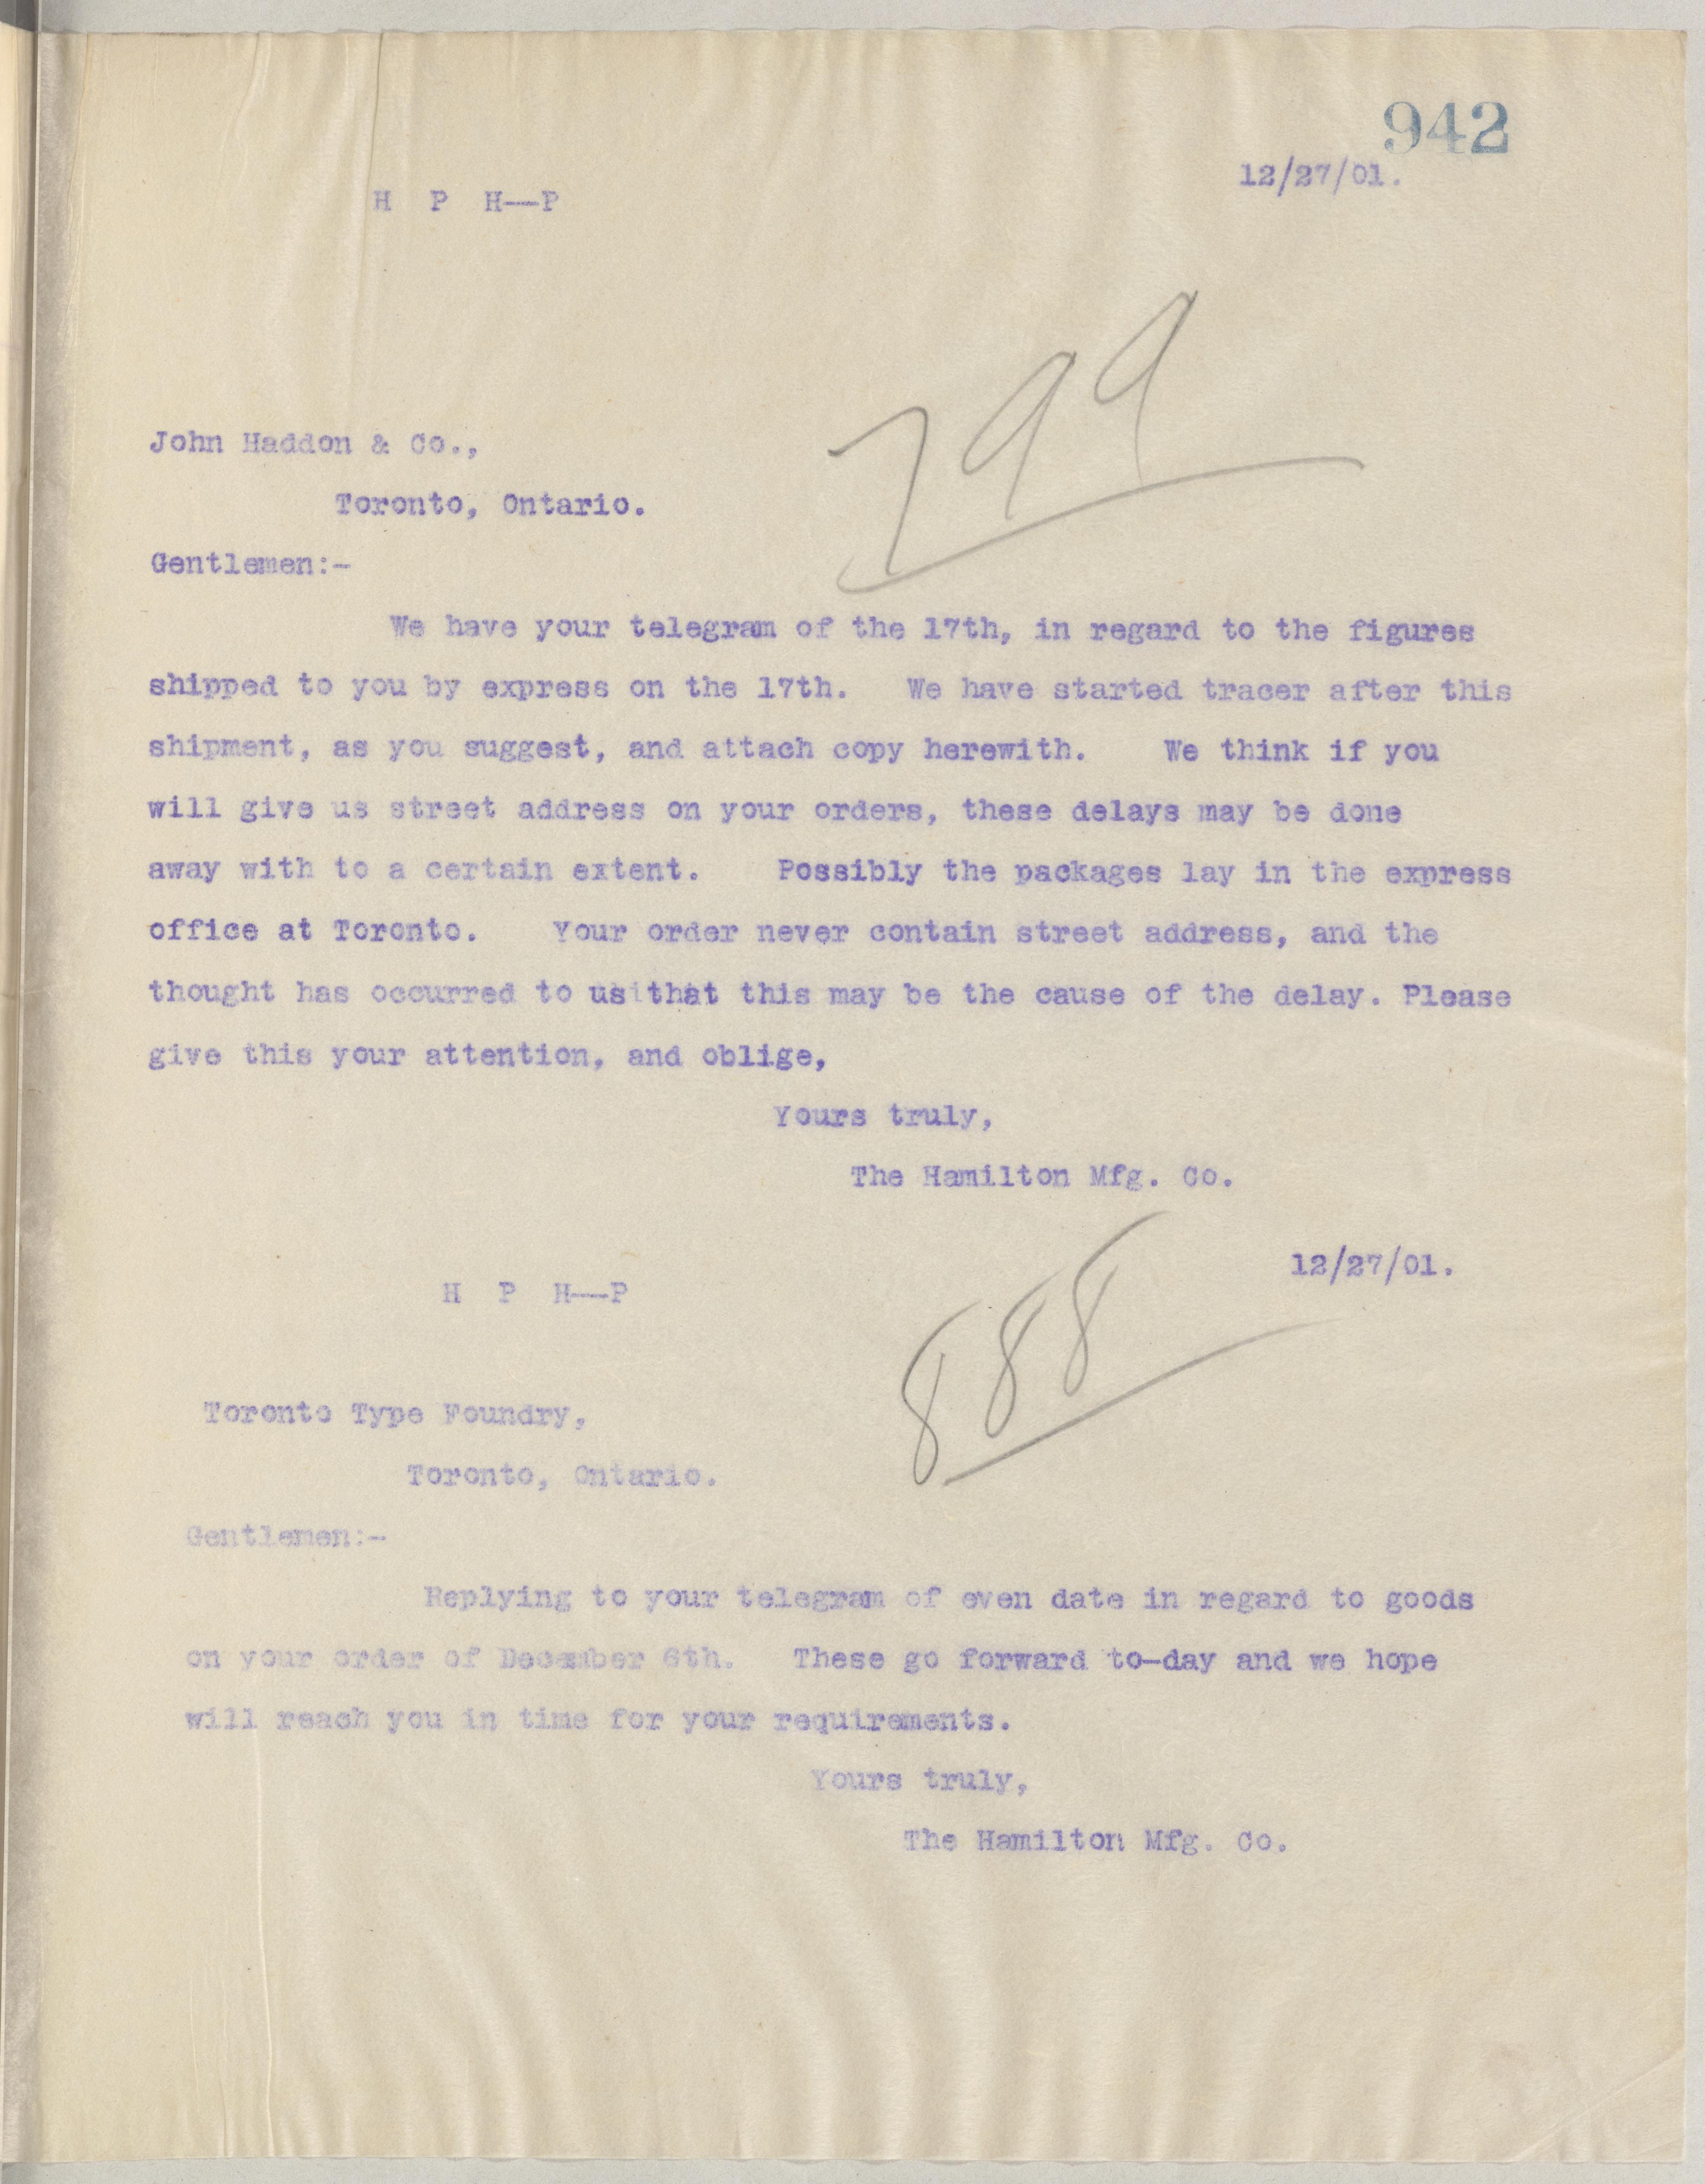 942
12/27/01.
H P H--P
799
John Haddon & Co.,
Toronto, Ontario.
Gentlemen:-
We have your telegram of the 17th, in regard to the figures
shipped to you by express on the 17th. We have started tracer after this
shipment, as you suggest, and attach copy herewith. We think if you
will give us street address on your orders, these delays may be done
away with to a certain extent. Possibly the packages lay in the express
office at Toronto. Your order never contain street address, and the
thought has occurred to usithat this may be the cause of the delay. Please
give this your attention, and oblige,
Yours truly,
The Hamilton Mfg. Co.
12/27/01.
H P H--P
888
Toronto Type Foundry,
Toronto, Ontario.
Gentlemen:-
Replying to your telegram of even date in regard to goods
on your order of December 6th. These go forward to-day and we hope
will reach you in time for your requirements.
Yours truly,
The Hamilton Mfg. Co.